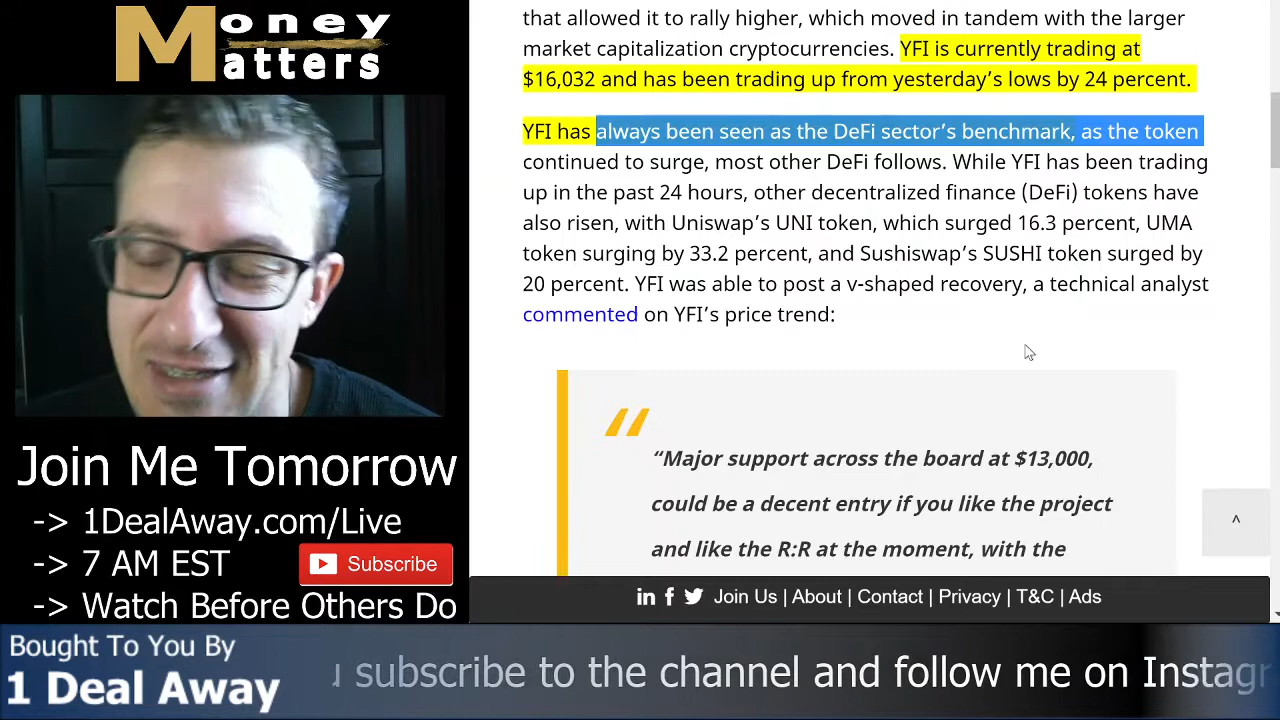 Money
Matters
Join Me Tomorrow
-> 1DealAway.com/Live
-> 7 AM EST
Subscribe
-> Watch Before Others Do
that allowed it to rally higher, which moved in tandem with the larger
market capitalization cryptocurrencies. YFI is currently trading at
$16,032 and has been trading up from yesterday's lows by 24 percent.
YFI has always been seen as the DeFi sector's benchmark, as the token
continued to surge, most other DeFi follows. While YFI has been trading
up in the past 24 hours, other decentralized finance (DeFi) tokens have
also risen, with Uniswap's UNI token, which surged 16.3 percent, UMA
token surging by 33.2 percent, and Sushiswap's SUSHI token surged by
20 percent. YFI was able to post a v-shaped recovery, a technical analyst
commented on YFI's price trend:
“
“Major support across the board at $13,000,
could be a decent entry if you like the project
and like the R:R at the moment, with the
^
in f Join Us | About | Contact | Privacy | T&C | Ads
Bought To You By
1 Deal Away
subscribe to the channel and follow me on Instag